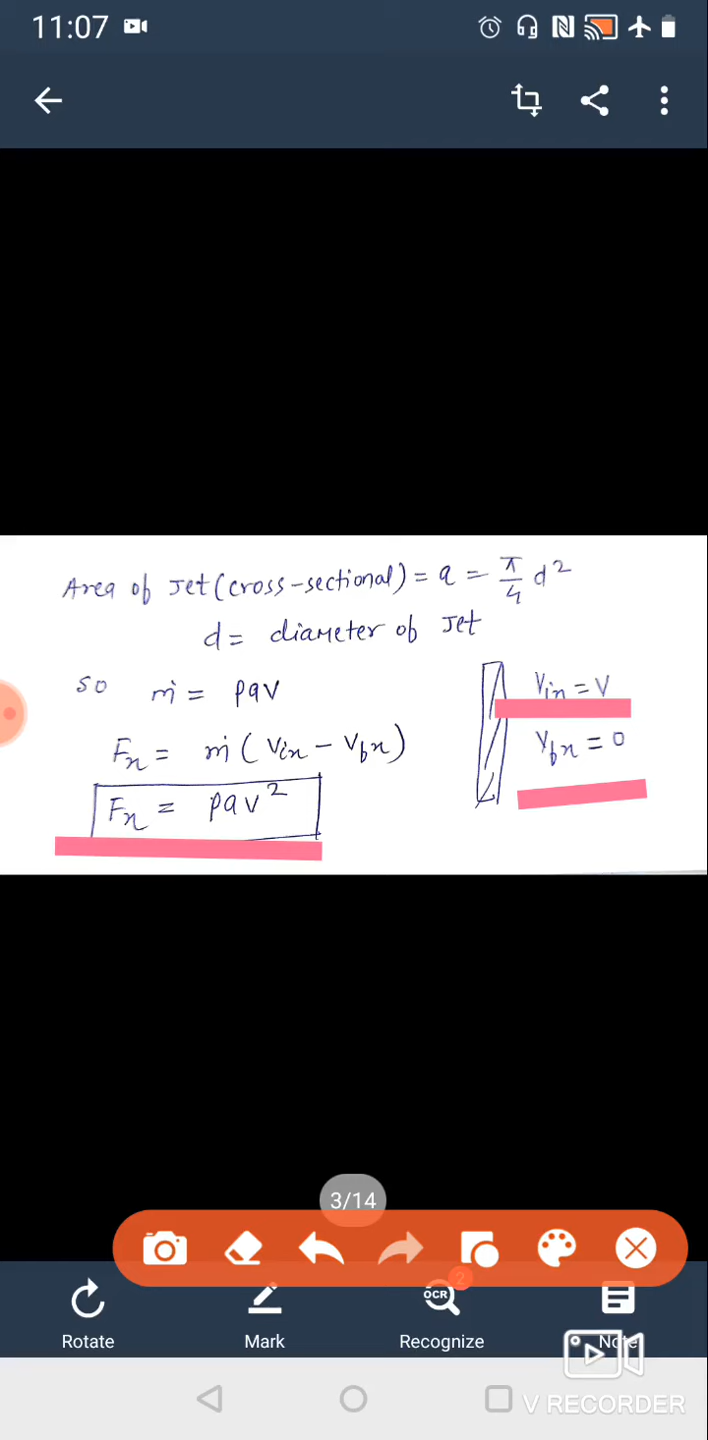 11:07
Area of Jet (cross-sectional) = a = π/4 d²
d = diameter of Jet
so ṁ = ρav
Vin = V
Fx = ṁ (Vix - Vfx)
Vfx = 0
Fx = ρav²
3/14
2
OCR
Rotate Mark Recognize Note
V RECORDER